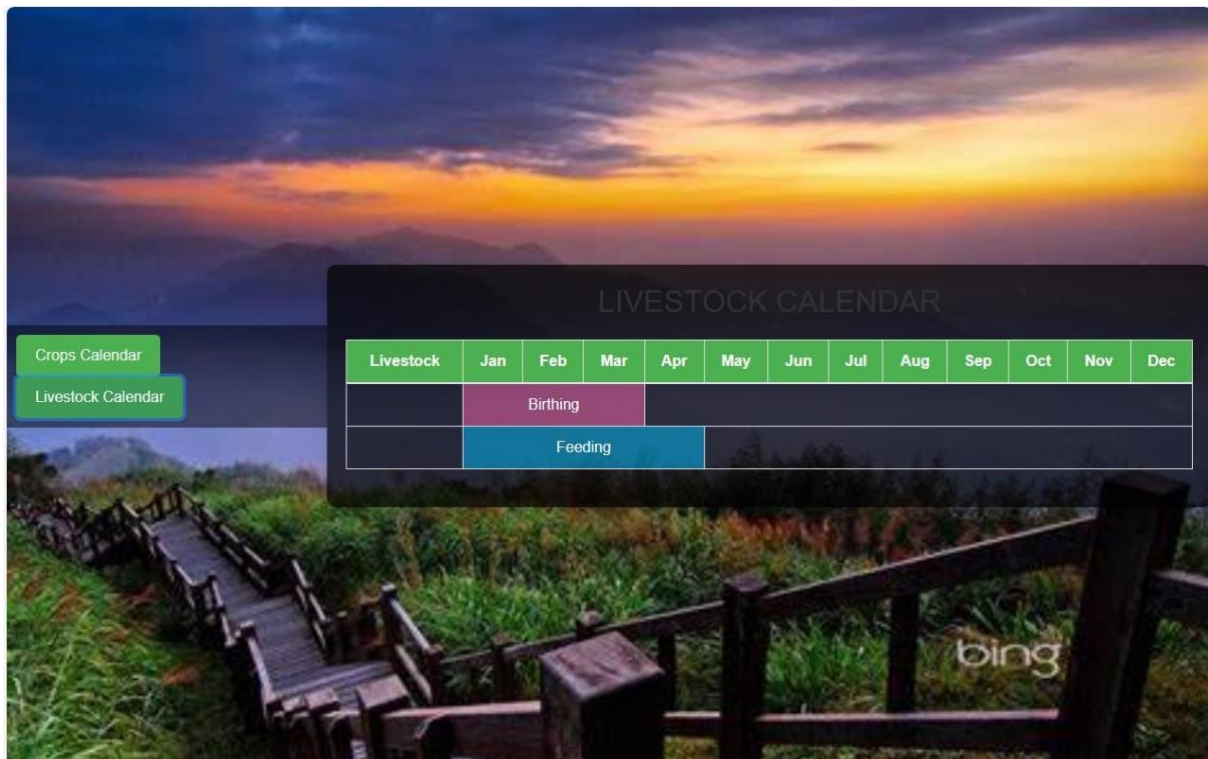 LIVESTOCK CALENDAR
Crops Calendar
Livestock Calendar
Livestock Jan Feb Mar Apr May Jun Jul Aug Sep Oct Nov Dec
Birthing
Feeding
bing